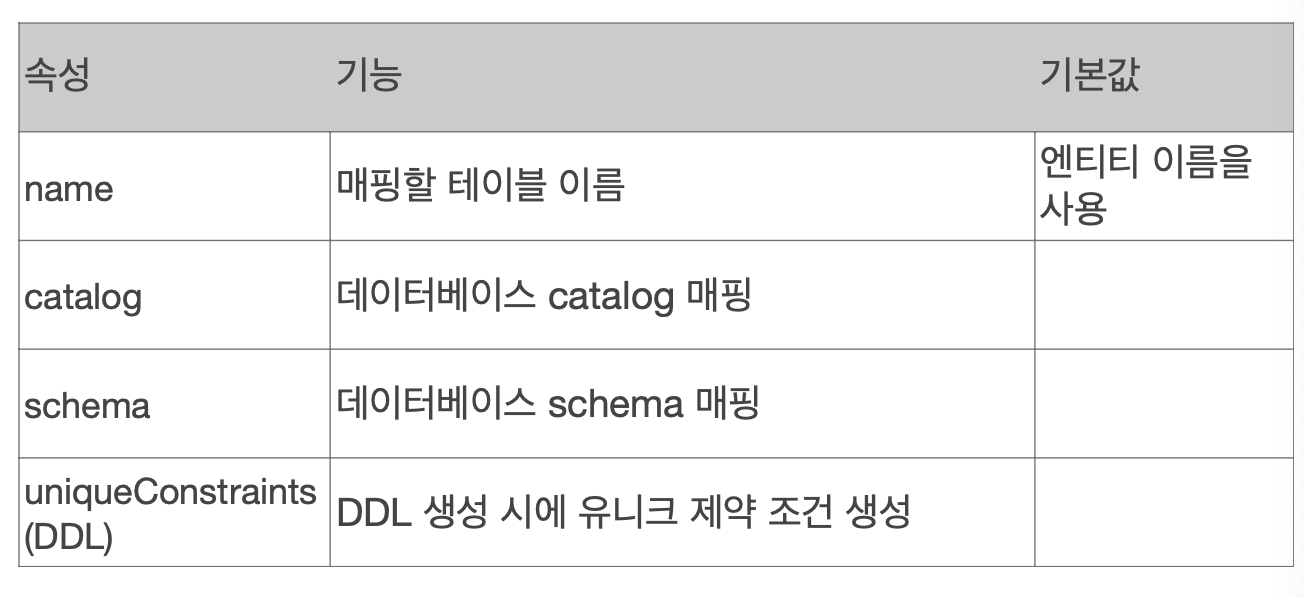 속성 기능 기본값
name 매핑할 테이블 이름 엔티티 이름을
사용
catalog 데이터베이스 catalog 매핑
schema 데이터베이스 schema 매핑
uniqueConstraints
(DDL) DDL 생성 시에 유니크 제약 조건 생성